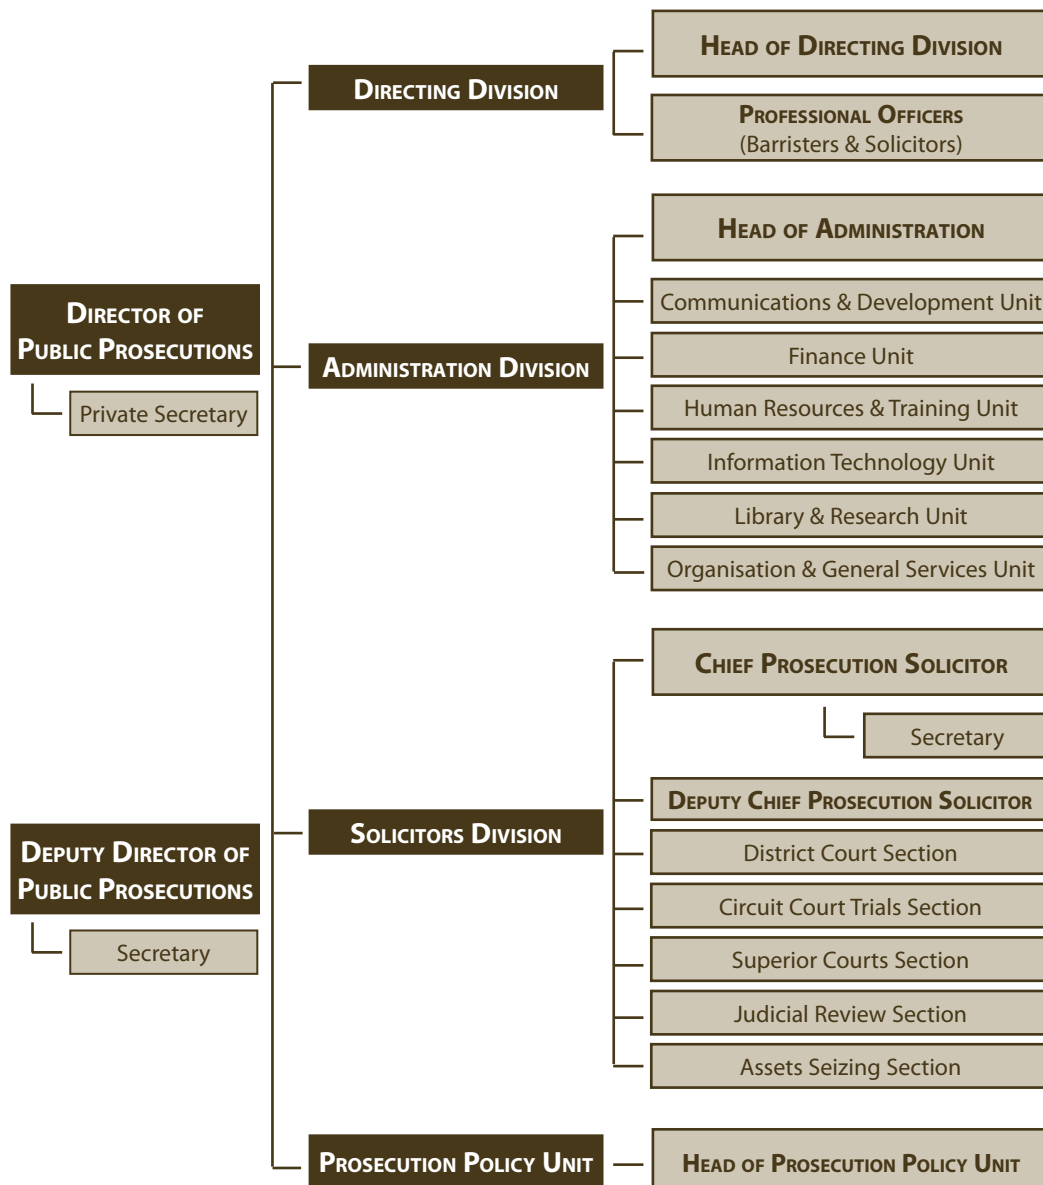 Director of
Public Prosecutions
Private Secretary
Deputy Director of
Public Prosecutions
Secretary
Directing Division
Head of Directing Division
Professional Officers
(Barristers & Solicitors)
Administration Division
Head of Administration
Communications & Development Unit
Finance Unit
Human Resources & Training Unit
Information Technology Unit
Library & Research Unit
Organisation & General Services Unit
Solicitors Division
Chief Prosecution Solicitor
Secretary
Deputy Chief Prosecution Solicitor
District Court Section
Circuit Court Trials Section
Superior Courts Section
Judicial Review Section
Assets Seizing Section
Prosecution Policy Unit
Head of Prosecution Policy Unit